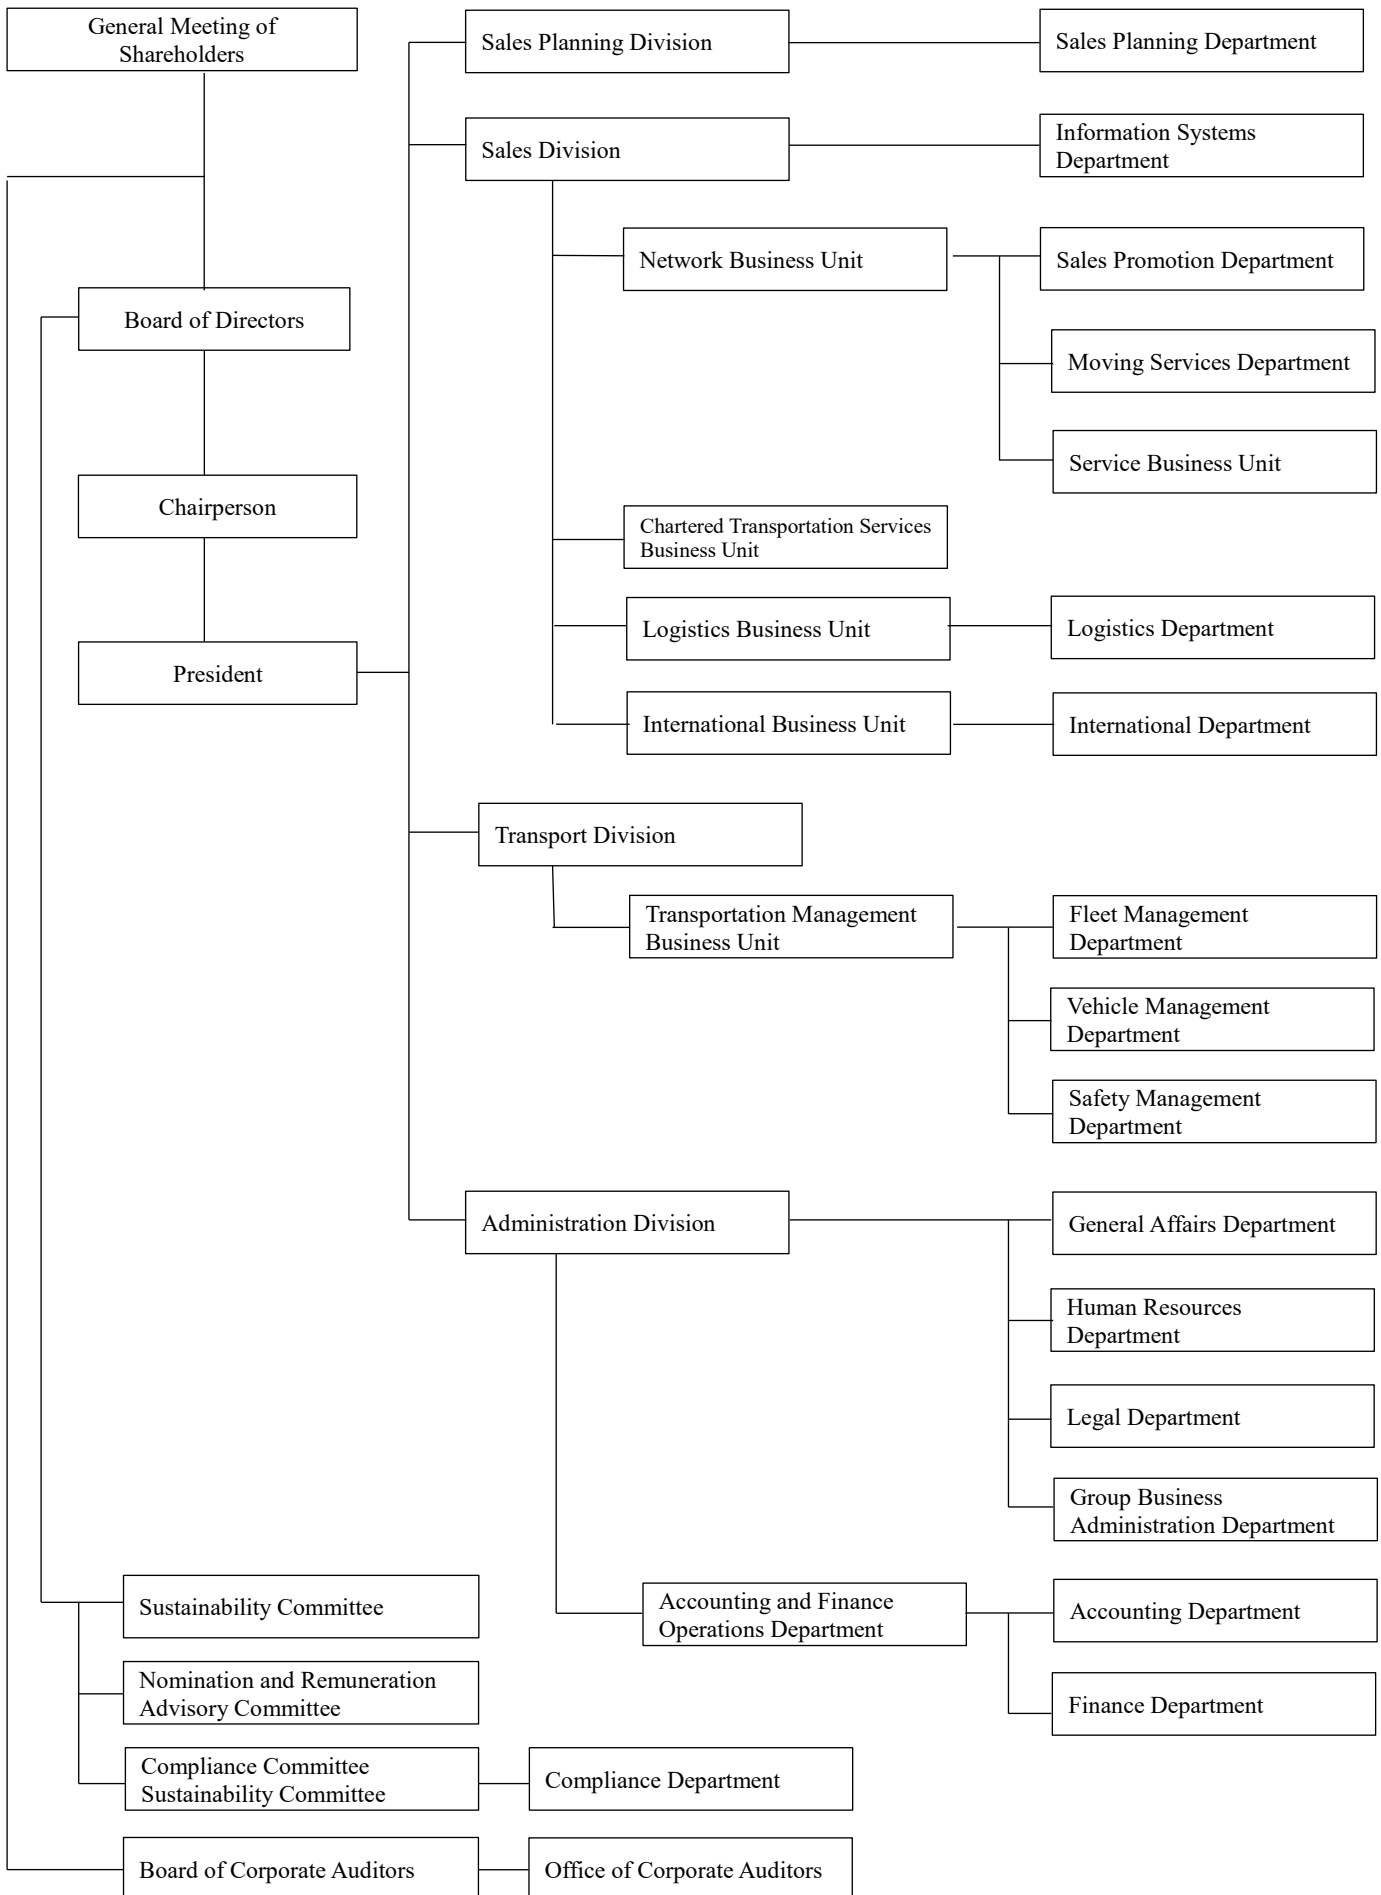 General Meeting of
Shareholders
Sales Planning Division
Sales Planning Department
Sales Division
Information Systems
Department
Network Business Unit
Sales Promotion Department
Board of Directors
Moving Services Department
Service Business Unit
Chairperson
Chartered Transportation Services
Business Unit
Logistics Business Unit
Logistics Department
President
International Business Unit
International Department
Transport Division
Transportation Management
Business Unit
Fleet Management
Department
Vehicle Management
Department
Safety Management
Department
Administration Division
General Affairs Department
Human Resources
Department
Legal Department
Group Business
Administration Department
Sustainability Committee
Accounting and Finance
Operations Department
Accounting Department
Nomination and Remuneration
Advisory Committee
Finance Department
Compliance Committee
Sustainability Committee
Compliance Department
Board of Corporate Auditors
Office of Corporate Auditors